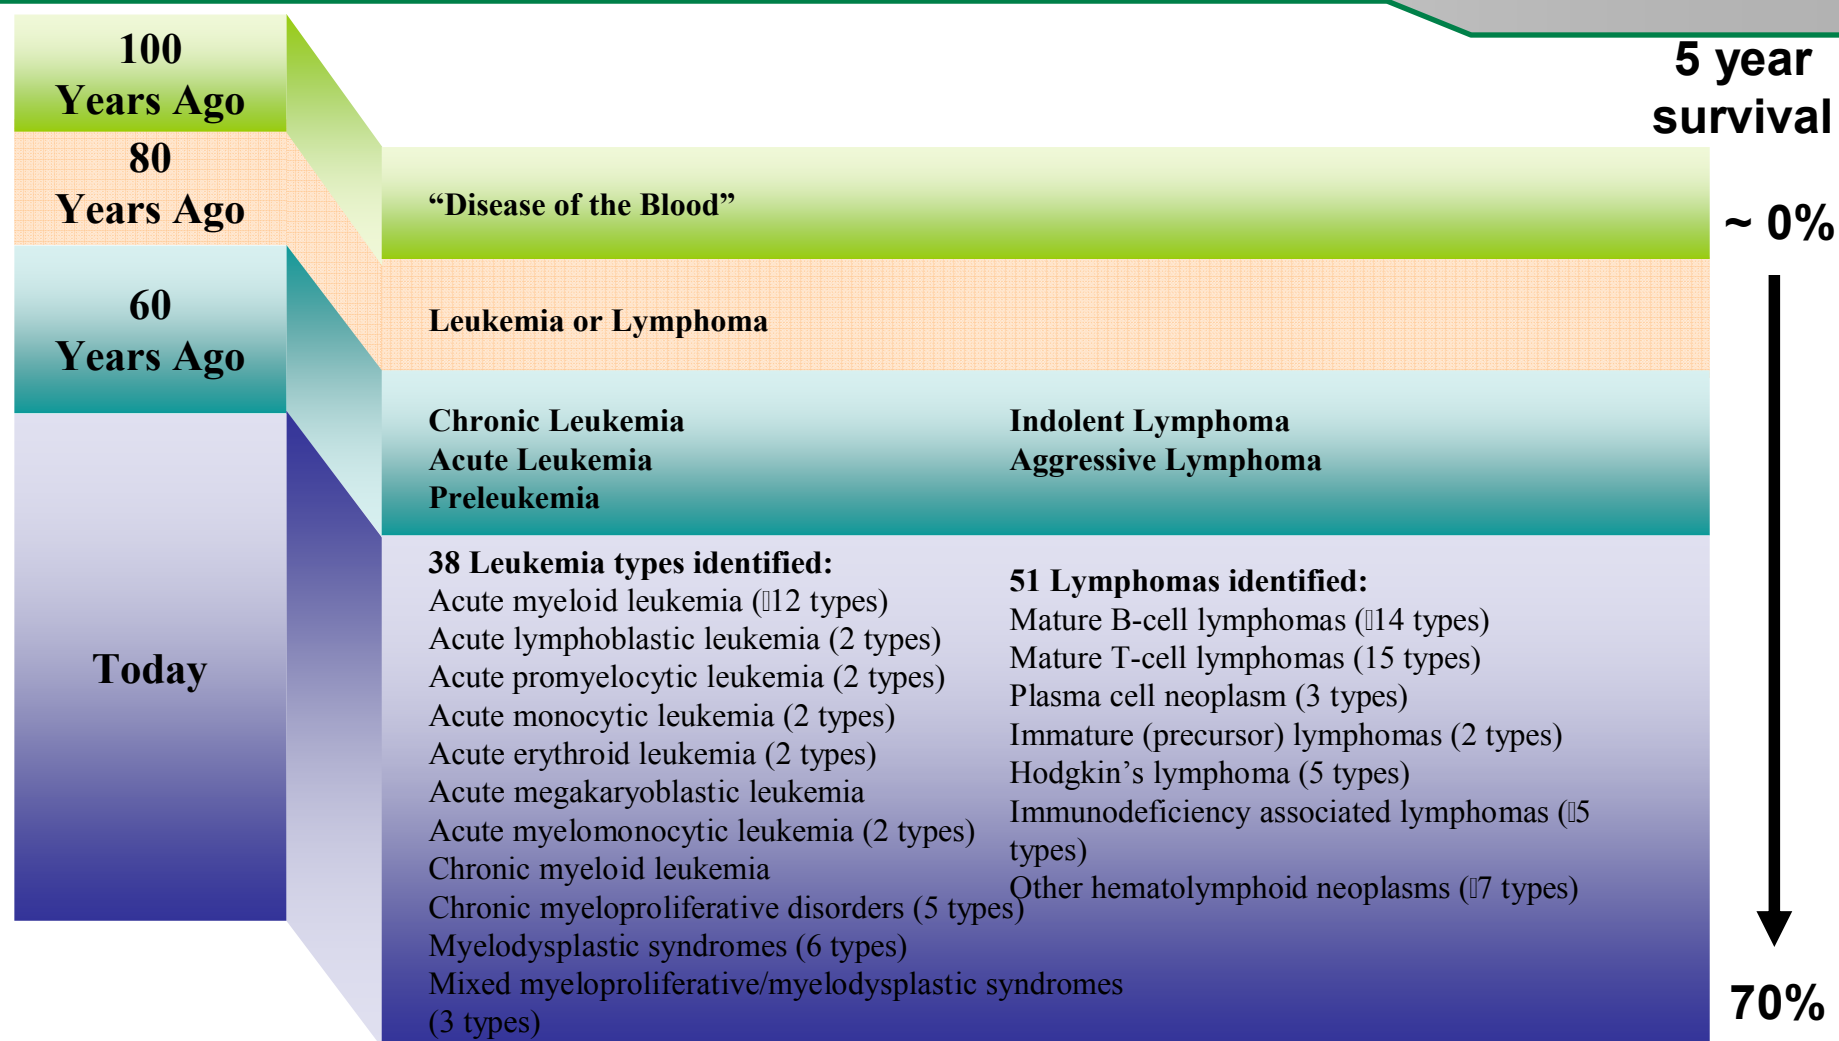 100
Years Ago
80
Years Ago
60
Years Ago
Today
5 year
survival
~ 0%
70%
“Disease of the Blood”
Leukemia or Lymphoma
Chronic Leukemia
Acute Leukemia
Preleukemia
Indolent Lymphoma
Aggressive Lymphoma
38 Leukemia types identified:
Acute myeloid leukemia (▯12 types)
Acute lymphoblastic leukemia (2 types)
Acute promyelocytic leukemia (2 types)
Acute monocytic leukemia (2 types)
Acute erythroid leukemia (2 types)
Acute megakaryoblastic leukemia
Acute myelomonocytic leukemia (2 types)
Chronic myeloid leukemia
Chronic myeloproliferative disorders (5 types)
Myelodysplastic syndromes (6 types)
Mixed myeloproliferative/myelodysplastic syndromes
(3 types)
51 Lymphomas identified:
Mature B-cell lymphomas (▯14 types)
Mature T-cell lymphomas (15 types)
Plasma cell neoplasm (3 types)
Immature (precursor) lymphomas (2 types)
Hodgkin’s lymphoma (5 types)
Immunodeficiency associated lymphomas (▯5
types)
Other hematolymphoid neoplasms (▯7 types)